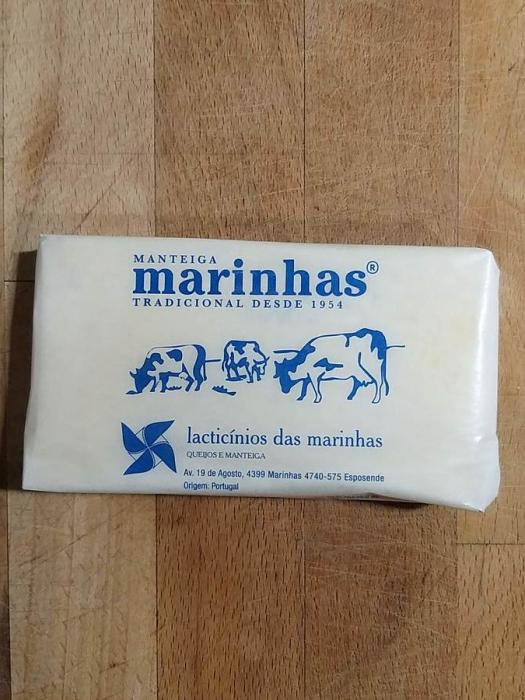 MANTEIGA
marinhas®
TRADICIONAL DESDE 1954
lacticínios das marinhas
QUEIJOS E MANTEIGA
Av. 19 de Agosto, 4399 Marinhas 4740-575 Esposende
Origem: Portugal